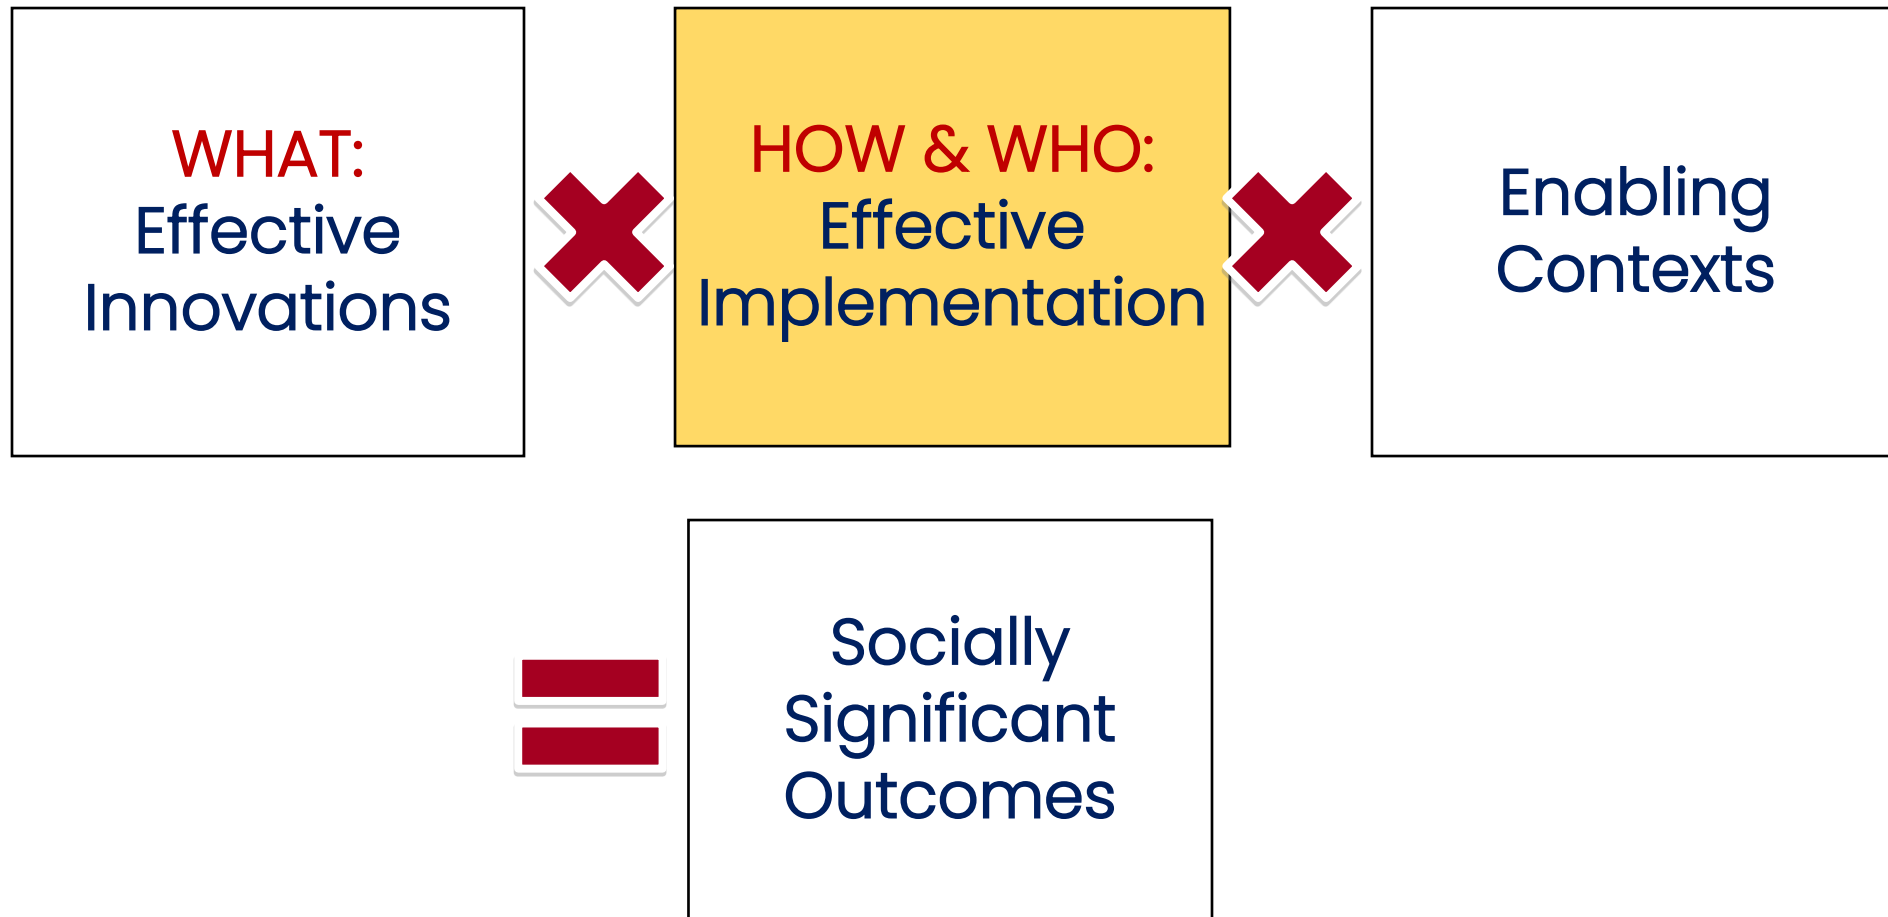 WHAT:
Effective
Innovations
HOW & WHO:
Effective
Implementation
Enabling
Contexts
Socially
Significant
Outcomes